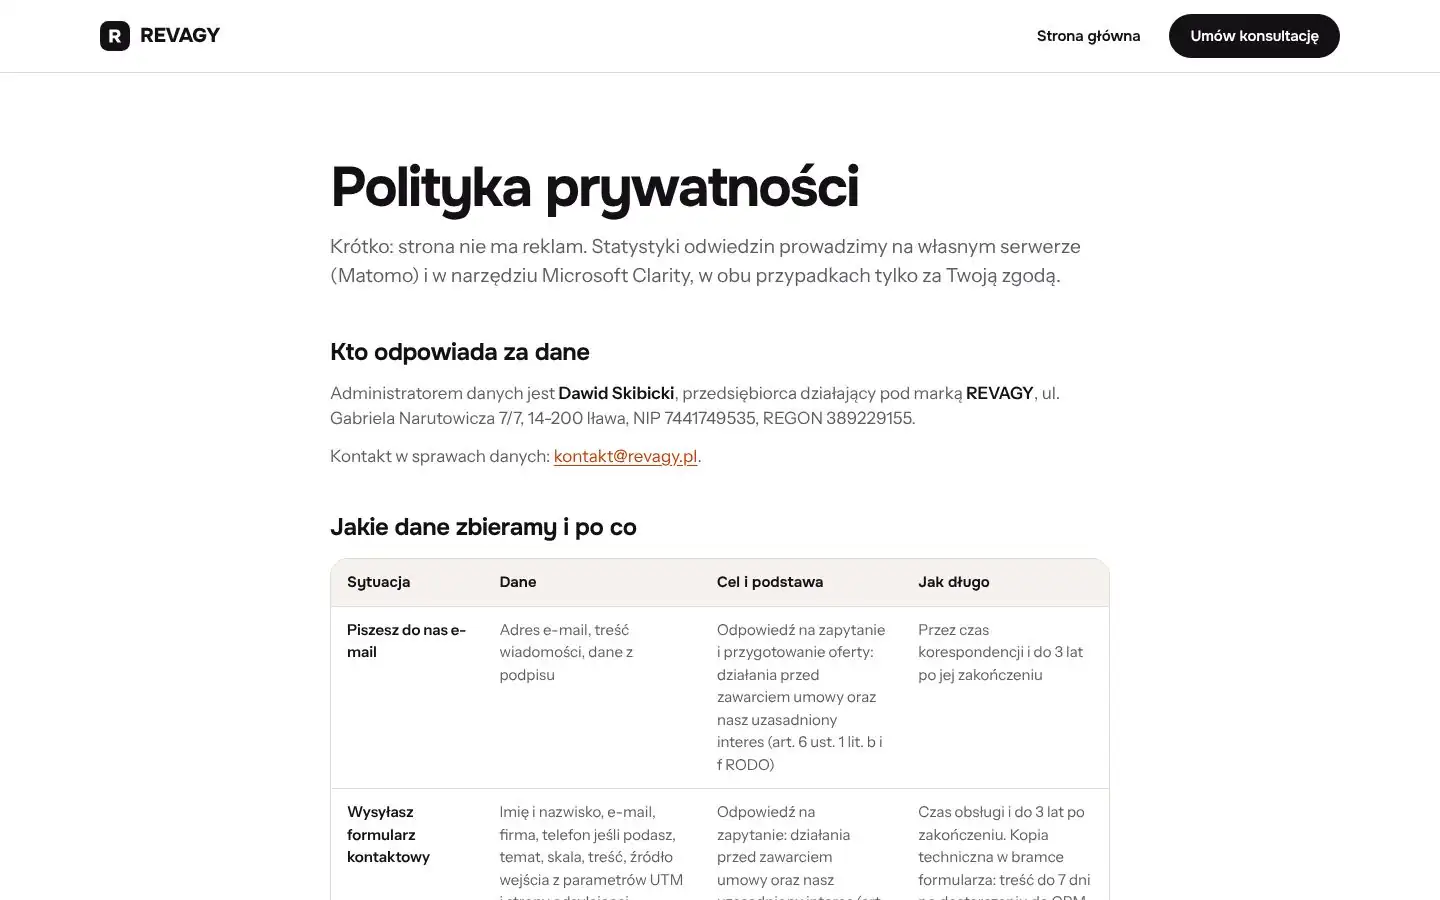 R REVAGY
Strona główna
Umów konsultację
Polityka prywatności
Krótko: strona nie ma reklam. Statystyki odwiedzin prowadzimy na własnym serwerze
(Matomo) i w narzędziu Microsoft Clarity, w obu przypadkach tylko za Twoją zgodą.
Kto odpowiada za dane
Administratorem danych jest Dawid Skibicki, przedsiębiorca działający pod marką REVAGY, ul.
Gabriela Narutowicza 7/7, 14-200 Iława, NIP 7441749535, REGON 389229155.
Kontakt w sprawach danych: kontakt@revagy.pl.
Jakie dane zbieramy i po co
Sytuacja
Dane
Cel i podstawa
Jak długo
Piszesz do nas e-
mail
Adres e-mail, treść
wiadomości, dane z
podpisu
Odpowiedź na zapytanie
i przygotowanie oferty:
działania przed
zawarciem umowy oraz
nasz uzasadniony
interes (art. 6 ust. 1 lit. b i
f RODO)
Przez czas
korespondencji i do 3 lat
po jej zakończeniu
Wysyłasz
formularz
kontaktowy
Imię i nazwisko, e-mail,
firma, telefon jeśli podasz,
temat, skala, treść, źródło
wejścia z parametrów UTM
Odpowiedź na
zapytanie: działania
przed zawarciem
umowy oraz nasz
Czas obsługi i do 3 lat po
zakończeniu. Kopia
techniczna w bramce
formularza: treść do 7 dni